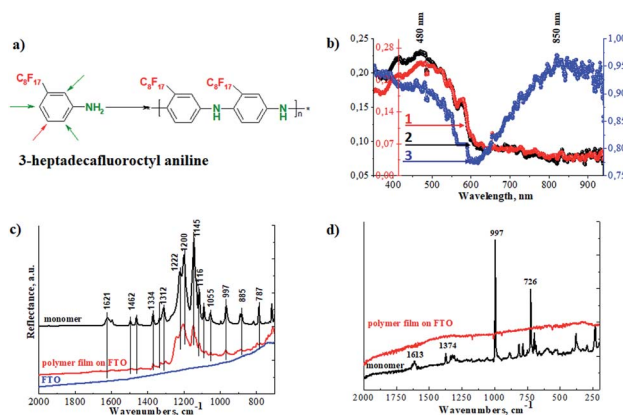 a)
C8F17
NH2
C8F17
C8F17
NH
N
H
n
*
3-heptadecafluroctyl aniline
b)
480 nm
850 nm
0,25
0,20
0,15
0,10
0,05
0,28
0,21
0,14
0,07
0,00
1,00
0,95
0,90
0,85
0,80
0,75
1
2
3
400 500 600 700 800 900
Wavelength, nm
c)
Reflectance, a.u.
1621
1462
1334
1312
1222
1200
1145
1116
1055
997
885
787
monomer
polymer film on FTO
FTO
2000 1800 1600 1400 1200 1000 800
Wavenumbers, cm-1
d)
997
726
polymer film on FTO
1613
1374
monomer
2000 1750 1500 1250 1000 750 500 250
Wavenumbers, cm-1